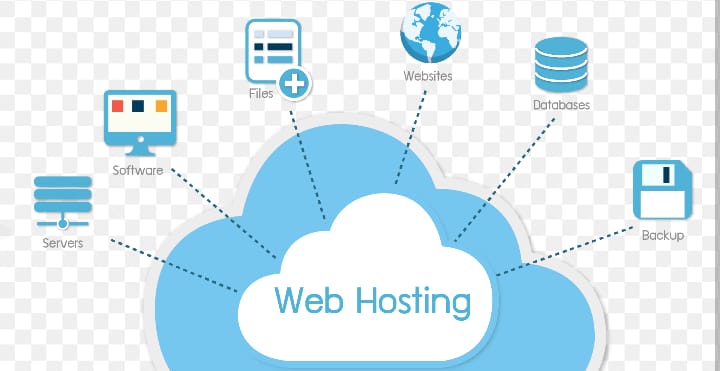 Files
Websites
Databases
Software
Servers
Backup
Web Hosting